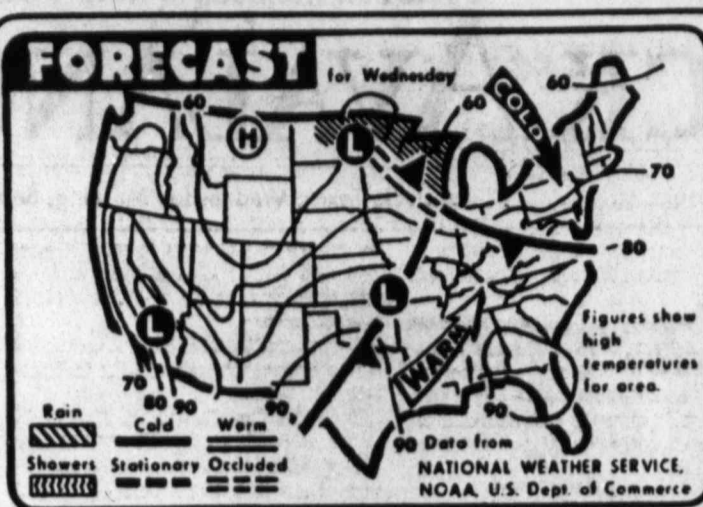 FORECAST
for Wednesday
60
60
60
COLD
H
L
70
80
L
L
Figures show
high
temperatures
for area.
WARM
70
80
90
90
90
90
Rain
Cold
Warm
Showers
Stationary
Occluded
Data from
NATIONAL WEATHER SERVICE,
NOAA, U.S. Dept. of Commerce